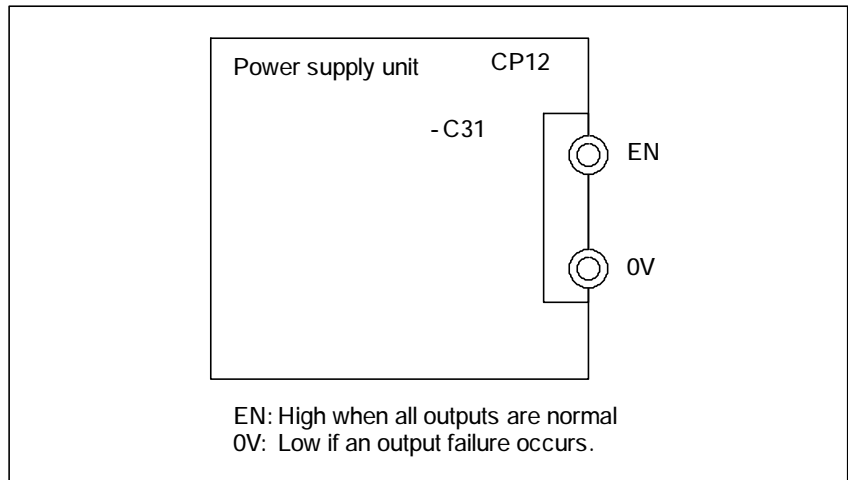 Power supply unit CP12
- C31
EN
0V
EN: High when all outputs are normal
0V: Low if an output failure occurs.